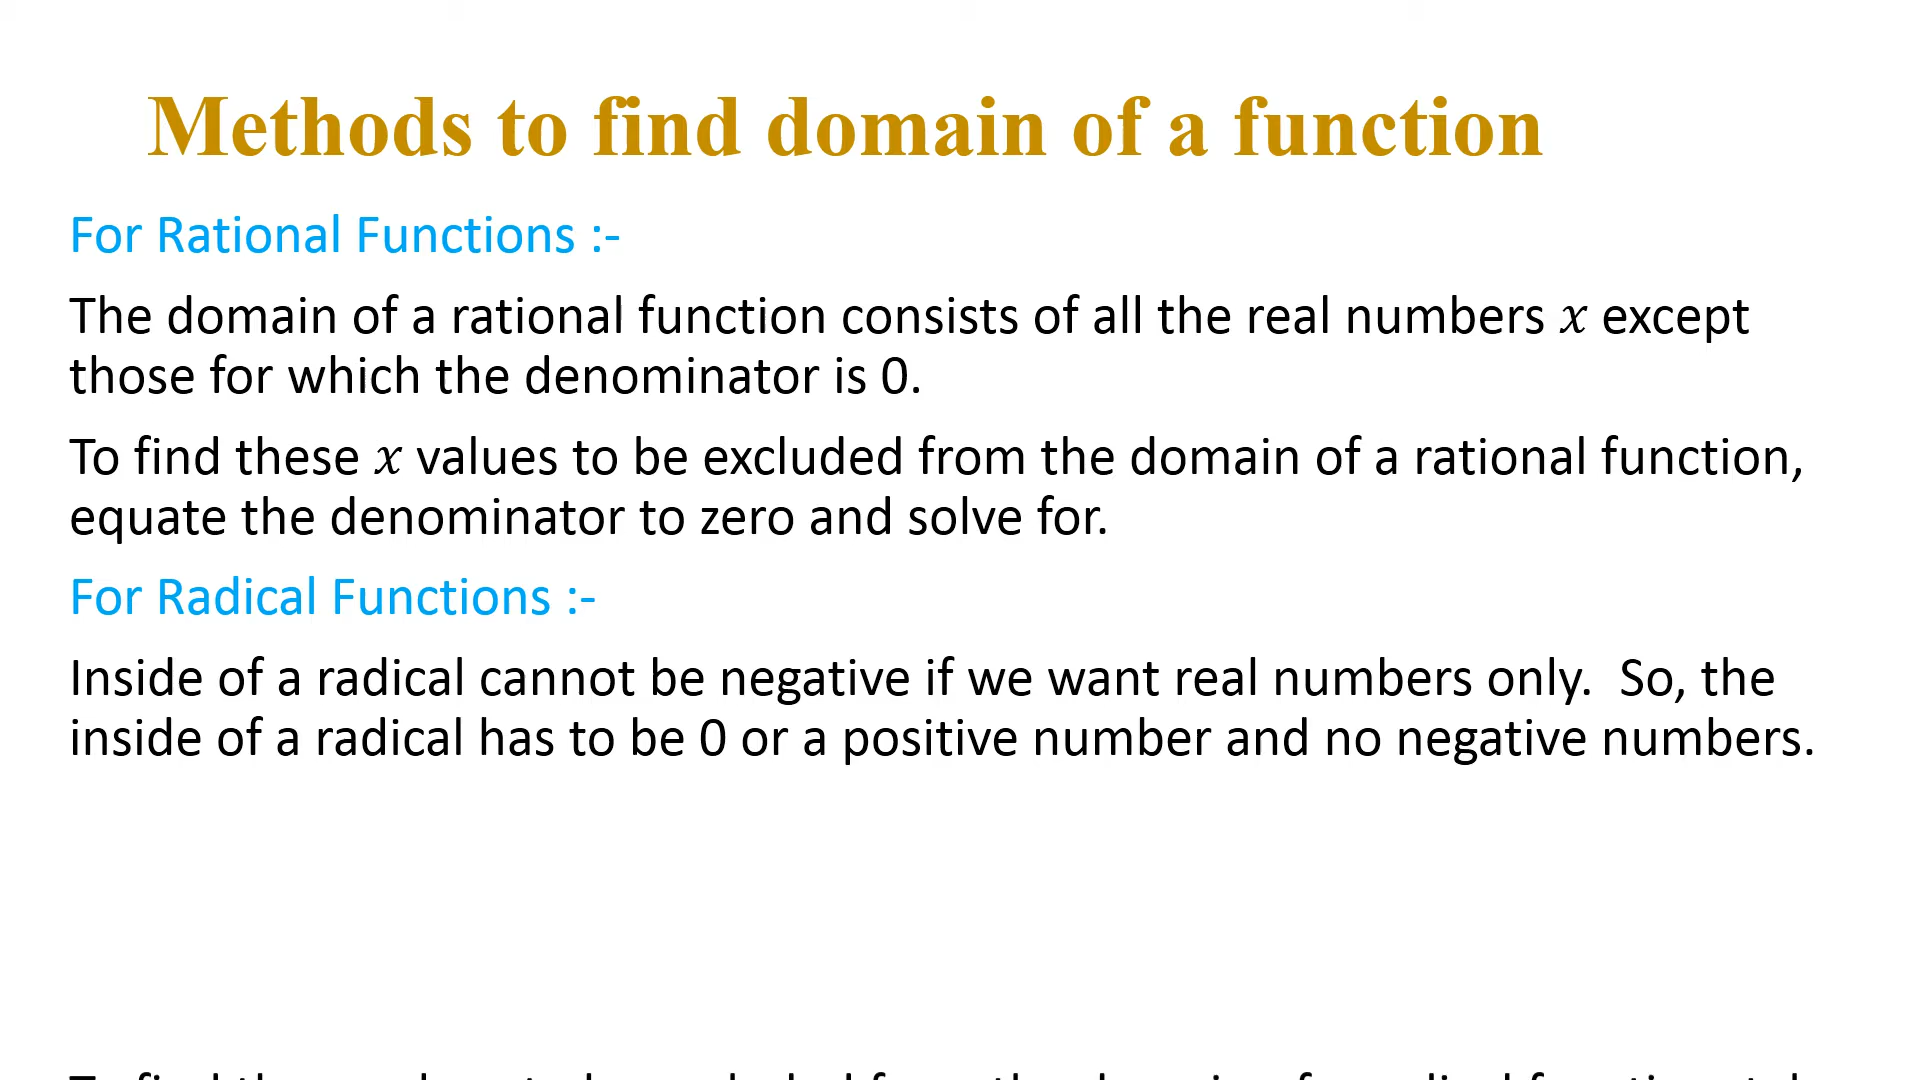 Methods to find domain of a function
For Rational Functions :-
The domain of a rational function consists of all the real numbers x except
those for which the denominator is 0.
To find these x values to be excluded from the domain of a rational function,
equate the denominator to zero and solve for.
For Radical Functions :-
Inside of a radical cannot be negative if we want real numbers only.  So, the
inside of a radical has to be 0 or a positive number and no negative numbers.